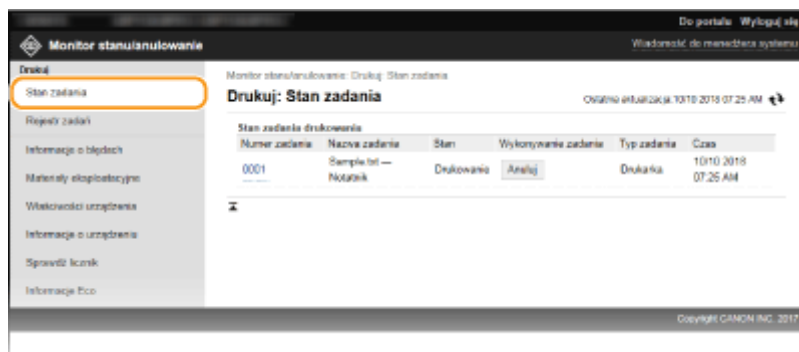 Do portalu Wyloguj się
Monitor stanu/anulowanie
Wiadomość do menedżera systemu
Drukuj
Stan zadania
Rejestr zadań
Informacje o błędach
Materiały eksploatacyjne
Właściwości urządzenia
Informacje o urządzeniu
Sprawdź licznik
Informacje Eco
Monitor stanu/anulowanie: Drukuj: Stan zadania
Drukuj: Stan zadania
Ostatnia aktualizacja: 10/10 2018 07:25 AM
Stan zadania drukowania
Numer zadania Nazwa zadania Stan Wykonywanie zadania Typ zadania Czas
0001 Sample.txt — Notatnik Drukowanie Anuluj Drukarka 10/10 2018 07:25 AM
Copyright CANON INC. 2017